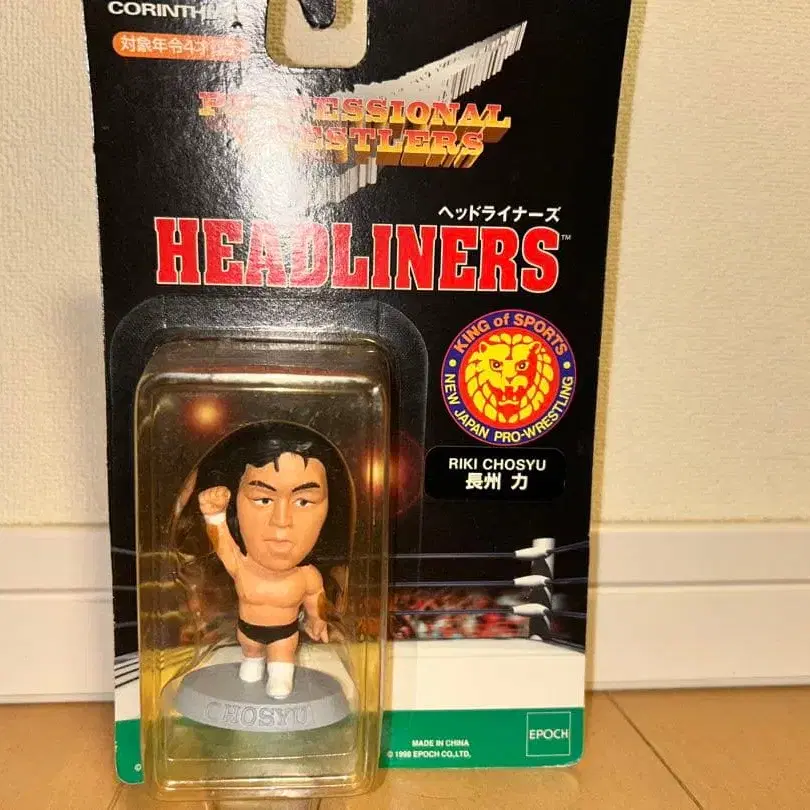 CORINTHIAN
対象年令4才以上
PROFESSIONAL
WRESTLERS
ヘッドライナーズ
HEADLINERS™
KING of SPORTS
NEW JAPAN PRO-WRESTLING
RIKI CHOSYU
長州 力
CHOSYU
MADE IN CHINA
© 1998 EPOCH CO,LTD.
EPOCH
©